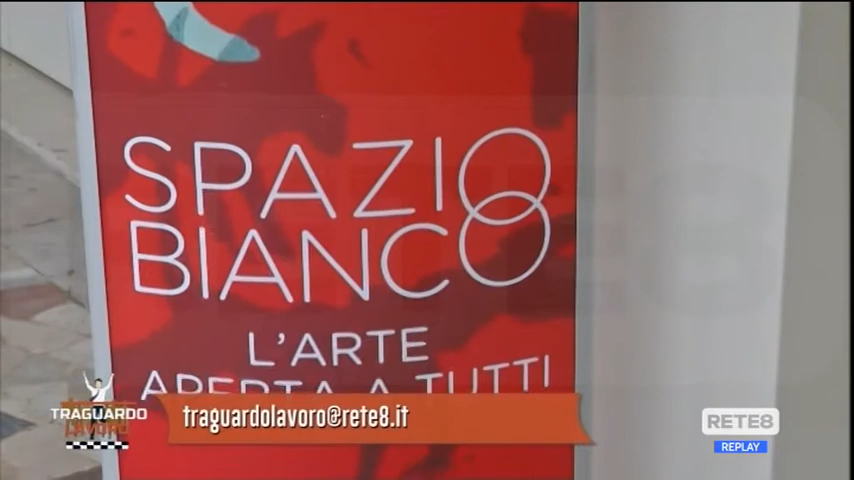 SPAZIO
BIANCO
L'ARTE
APERTA A TUTTI
TRAGUARDO
LAVORO
traguardolavoro@rete8.it
RETE8
REPLAY